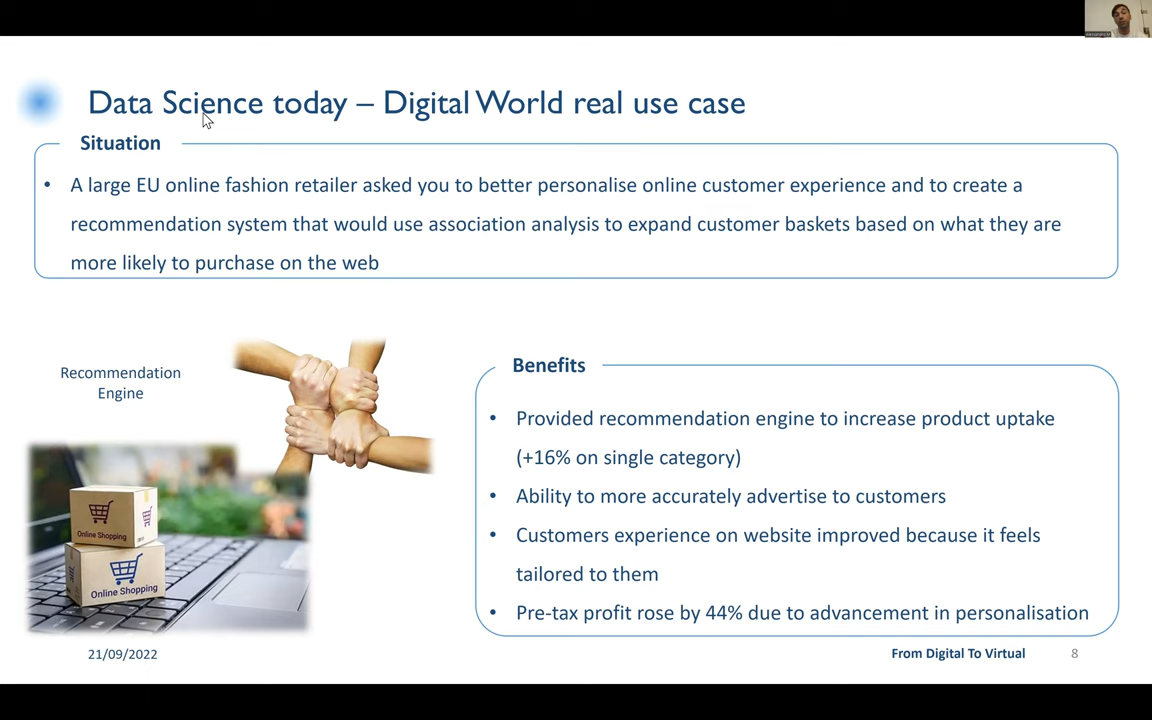 Data Science today – Digital World real use case
Situation
• A large EU online fashion retailer asked you to better personalise online customer experience and to create a
recommendation system that would use association analysis to expand customer baskets based on what they are
more likely to purchase on the web
Recommendation
Engine
Online Shopping
Online Shopping
Benefits
• Provided recommendation engine to increase product uptake
(+16% on single category)
• Ability to more accurately advertise to customers
• Customers experience on website improved because it feels
tailored to them
• Pre-tax profit rose by 44% due to advancement in personalisation
21/09/2022
From Digital To Virtual
8